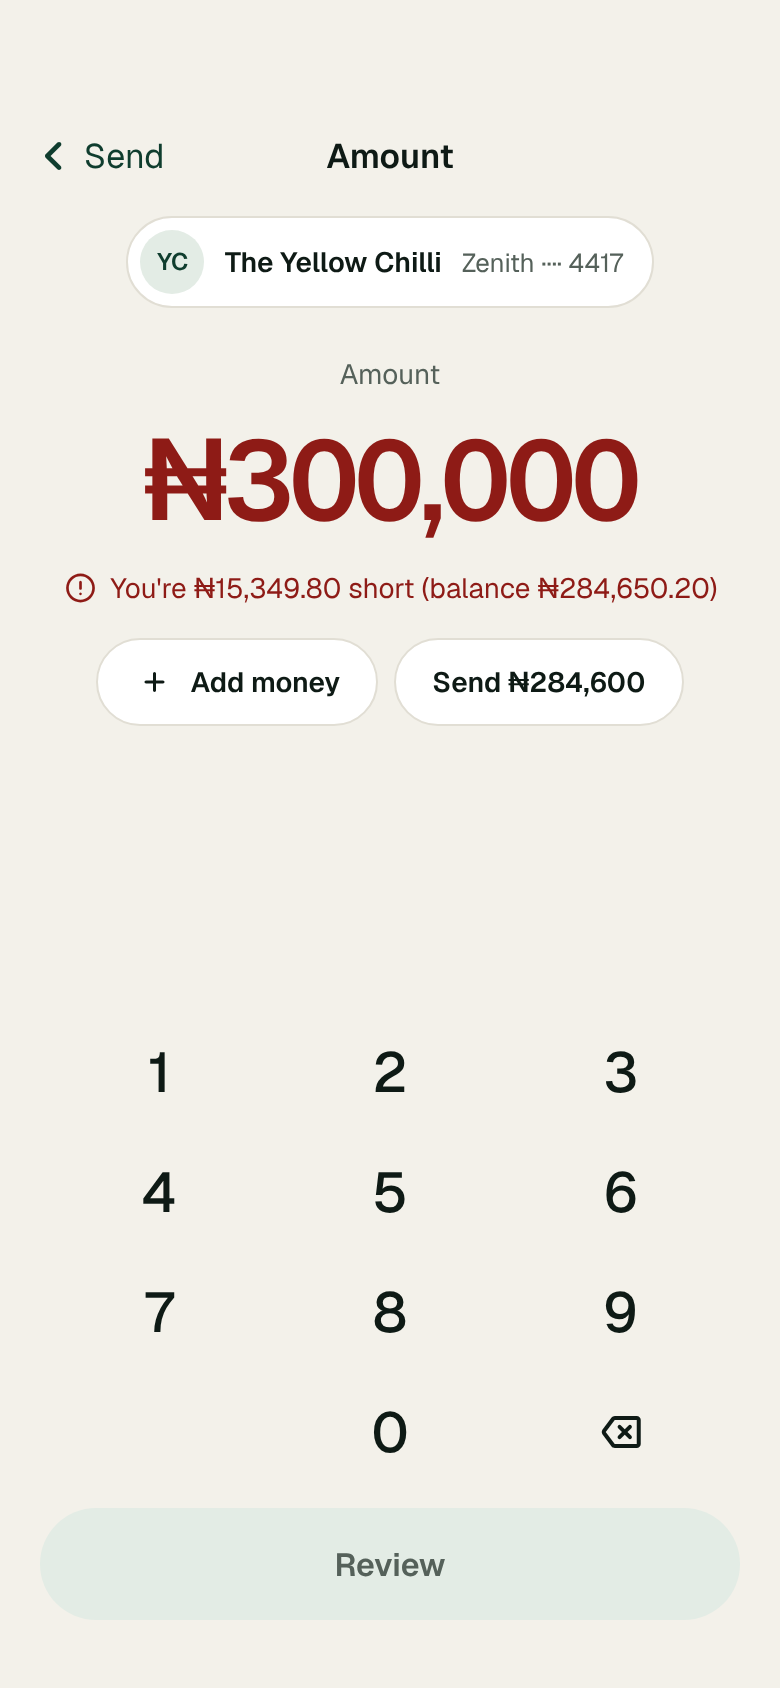 Send
Amount
YC The Yellow Chilli Zenith ···· 4417
Amount
₦300,000
You're ₦15,349.80 short (balance ₦284,650.20)
+ Add money Send ₦284,600
1 2 3
4 5 6
7 8 9
0
Review